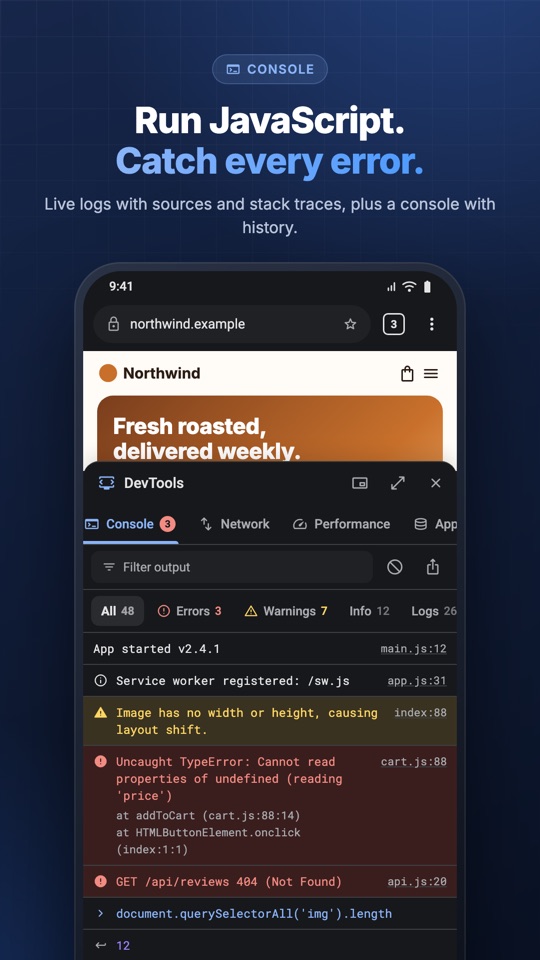 CONSOLE
Run JavaScript.
Catch every error.
Live logs with sources and stack traces, plus a console with
history.
9:41
northwind.example
3
Northwind
Fresh roasted,
delivered weekly.
DevTools
Console 3 Network Performance App
Filter output
All 48 Errors 3 Warnings 7 Info 12 Logs 26
App started v2.4.1 main.js:12
Service worker registered: /sw.js app.js:31
Image has no width or height, causing index:88
layout shift.
Uncaught TypeError: Cannot read cart.js:88
properties of undefined (reading
'price')
at addToCart (cart.js:88:14)
at HTMLButtonElement.onclick
(index:1:1)
GET /api/reviews 404 (Not Found) api.js:20
document.querySelectorAll('img').length
12